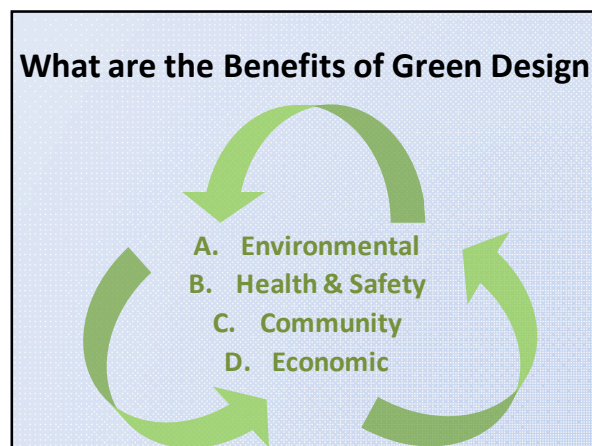 What are the Benefits of Green Design
A. Environmental
B. Health & Safety
C. Community
D. Economic